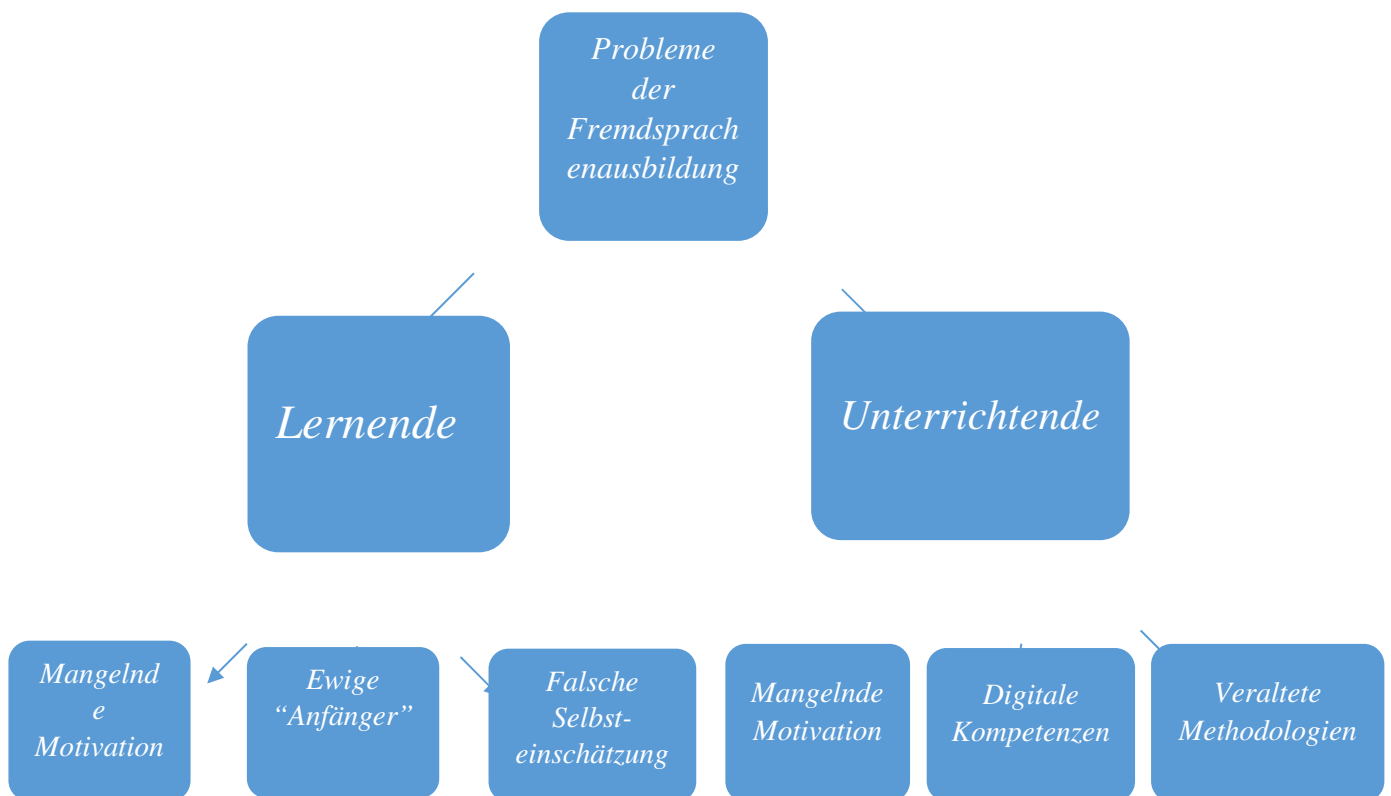 Probleme
der
Fremdsprach
enausbildung
Lernende
Unterrichtende
Mangelnd
e
Motivation
Ewige
“Anfänger”
Falsche
Selbst-
einschätzung
Mangelnde
Motivation
Digitale
Kompetenzen
Veraltete
Methodologien